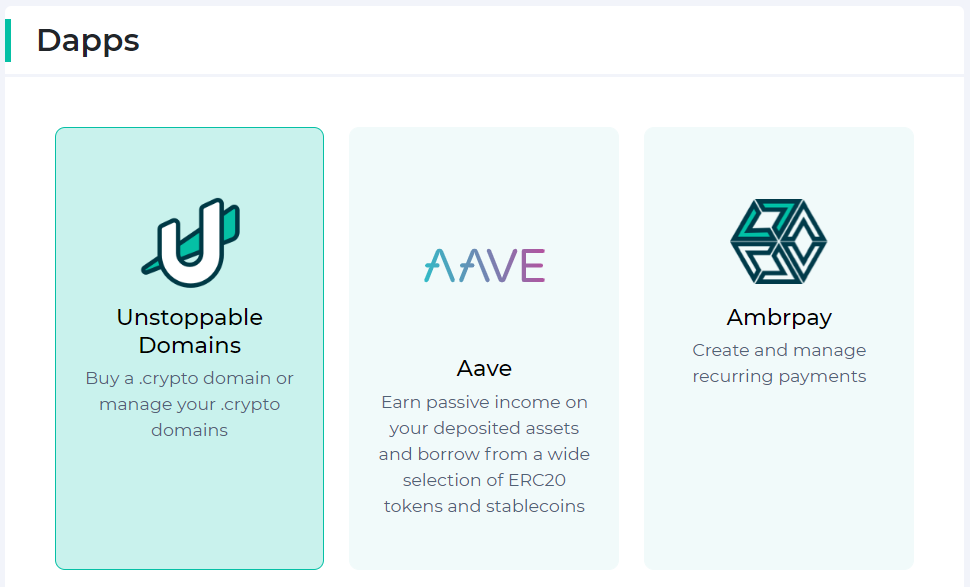 Dapps
Unstoppable
Domains
Buy a .crypto domain or
manage your .crypto
domains
AAVE
Aave
Earn passive income on
your deposited assets
and borrow from a wide
selection of ERC20
tokens and stablecoins
Ambrpay
Create and manage
recurring payments